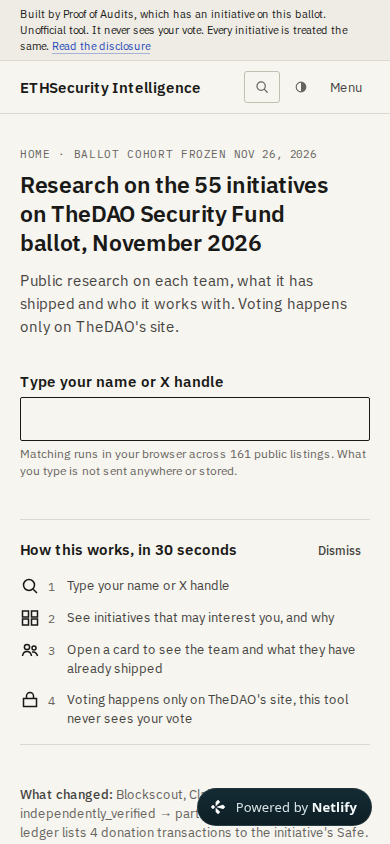 Built by Proof of Audits, which has an initiative on this ballot.
Unofficial tool. It never sees your vote. Every initiative is treated the
same. Read the disclosure
ETHSecurity Intelligence
Menu
HOME · BALLOT COHORT FROZEN NOV 26, 2026
Research on the 55 initiatives
on TheDAO Security Fund
ballot, November 2026
Public research on each team, what it has
shipped and who it works with. Voting happens
only on TheDAO's site.
Type your name or X handle
Matching runs in your browser across 161 public listings. What
you type is not sent anywhere or stored.
How this works, in 30 seconds
Dismiss
1 Type your name or X handle
2 See initiatives that may interest you, and why
3 Open a card to see the team and what they have
already shipped
4 Voting happens only on TheDAO's site, this tool
never sees your vote
What changed: Blockscout,
independently_verified →
ledger lists 4 donation transactions to the initiative's Safe.
Powered by Netlify